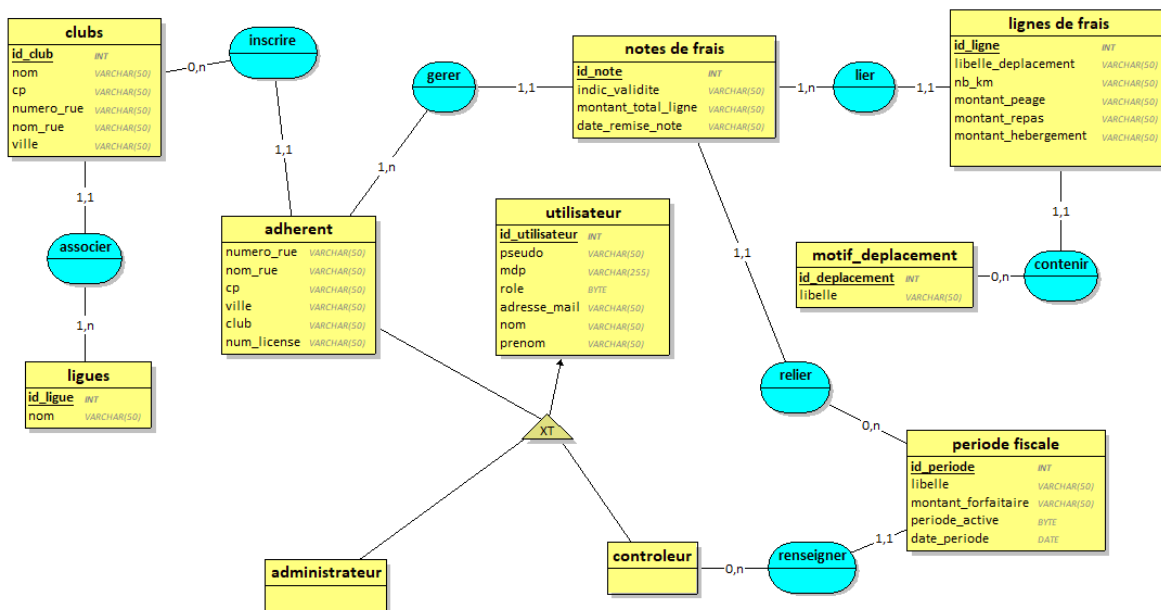 clubs
id_club INT
nom VARCHAR(50)
cp VARCHAR(50)
numero_rue VARCHAR(50)
nom_rue VARCHAR(50)
ville VARCHAR(50)
0,n
inscrire
1,1
gerer
1,1
1,n
notes de frais
id_note INT
indic_validite VARCHAR(50)
montant_total_ligne VARCHAR(50)
date_remise_note VARCHAR(50)
1,n
lier
1,1
lignes de frais
id_ligne INT
libelle_deplacement VARCHAR(50)
nb_km VARCHAR(50)
montant_peage VARCHAR(50)
montant_repas VARCHAR(50)
montant_hebergement VARCHAR(50)
1,1
associer
1,n
ligues
id_ligue INT
nom VARCHAR(50)
adherent
numero_rue VARCHAR(50)
nom_rue VARCHAR(50)
cp VARCHAR(50)
ville VARCHAR(50)
club VARCHAR(50)
num_license VARCHAR(50)
utilisateur
id_utilisateur INT
pseudo VARCHAR(50)
mdp VARCHAR(255)
role BYTE
adresse_mail VARCHAR(50)
nom VARCHAR(50)
prenom VARCHAR(50)
1,1
1,1
motif_deplacement
id_deplacement INT
libelle VARCHAR(50)
0,n
contenir
relier
0,n
XT
periode fiscale
id_periode INT
libelle VARCHAR(50)
montant_forfaitaire VARCHAR(50)
periode_active BYTE
date_periode DATE
administrateur
controleur
0,n
renseigner
1,1